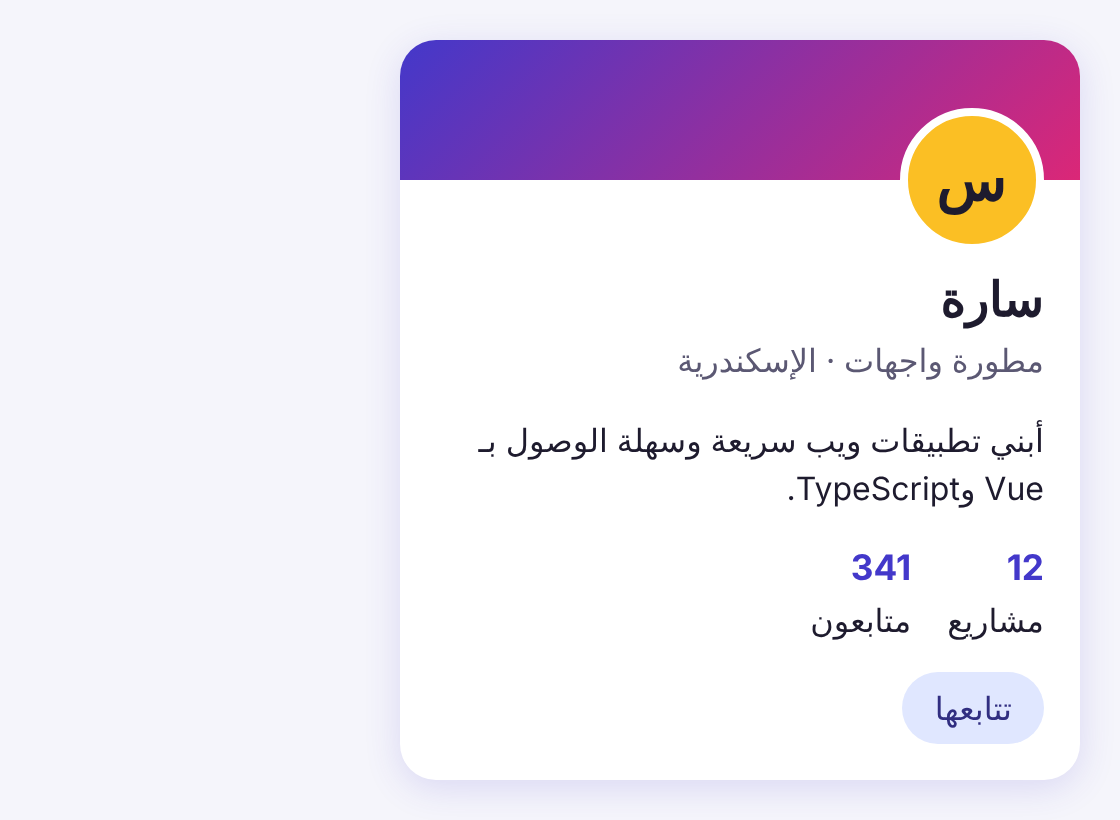 س
سارة
مطورة واجهات · الإسكندرية
أبني تطبيقات ويب سريعة وسهلة الوصول بـ
Vue وTypeScript.
12 341
مشاريع متابعون
تتابعها